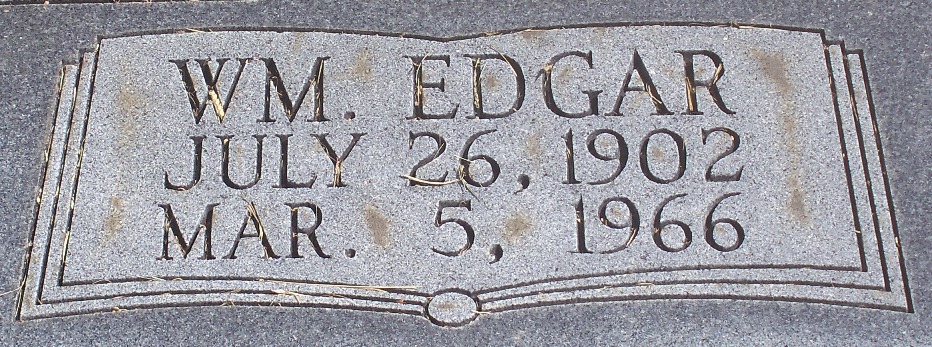 WM. EDGAR
JULY 26, 1902
MAR. 5, 1966